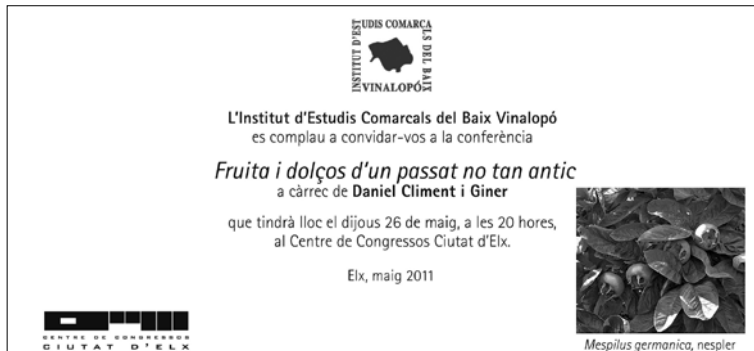 INSTITUT D'ESTUDIS COMARCALS DEL BAIX VINALOPÓ
L'Institut d'Estudis Comarcals del Baix Vinalopó
es complau a convidar-vos a la conferència
Fruita i dolços d'un passat no tan antic
a càrrec de Daniel Climent i Giner
que tindrà lloc el dijous 26 de maig, a les 20 hores,
al Centre de Congressos Ciutat d'Elx.
Elx, maig 2011
CENTRE DE CONGRESSOS
CIUTAT D'ELX
Mespilus germanica, nespler